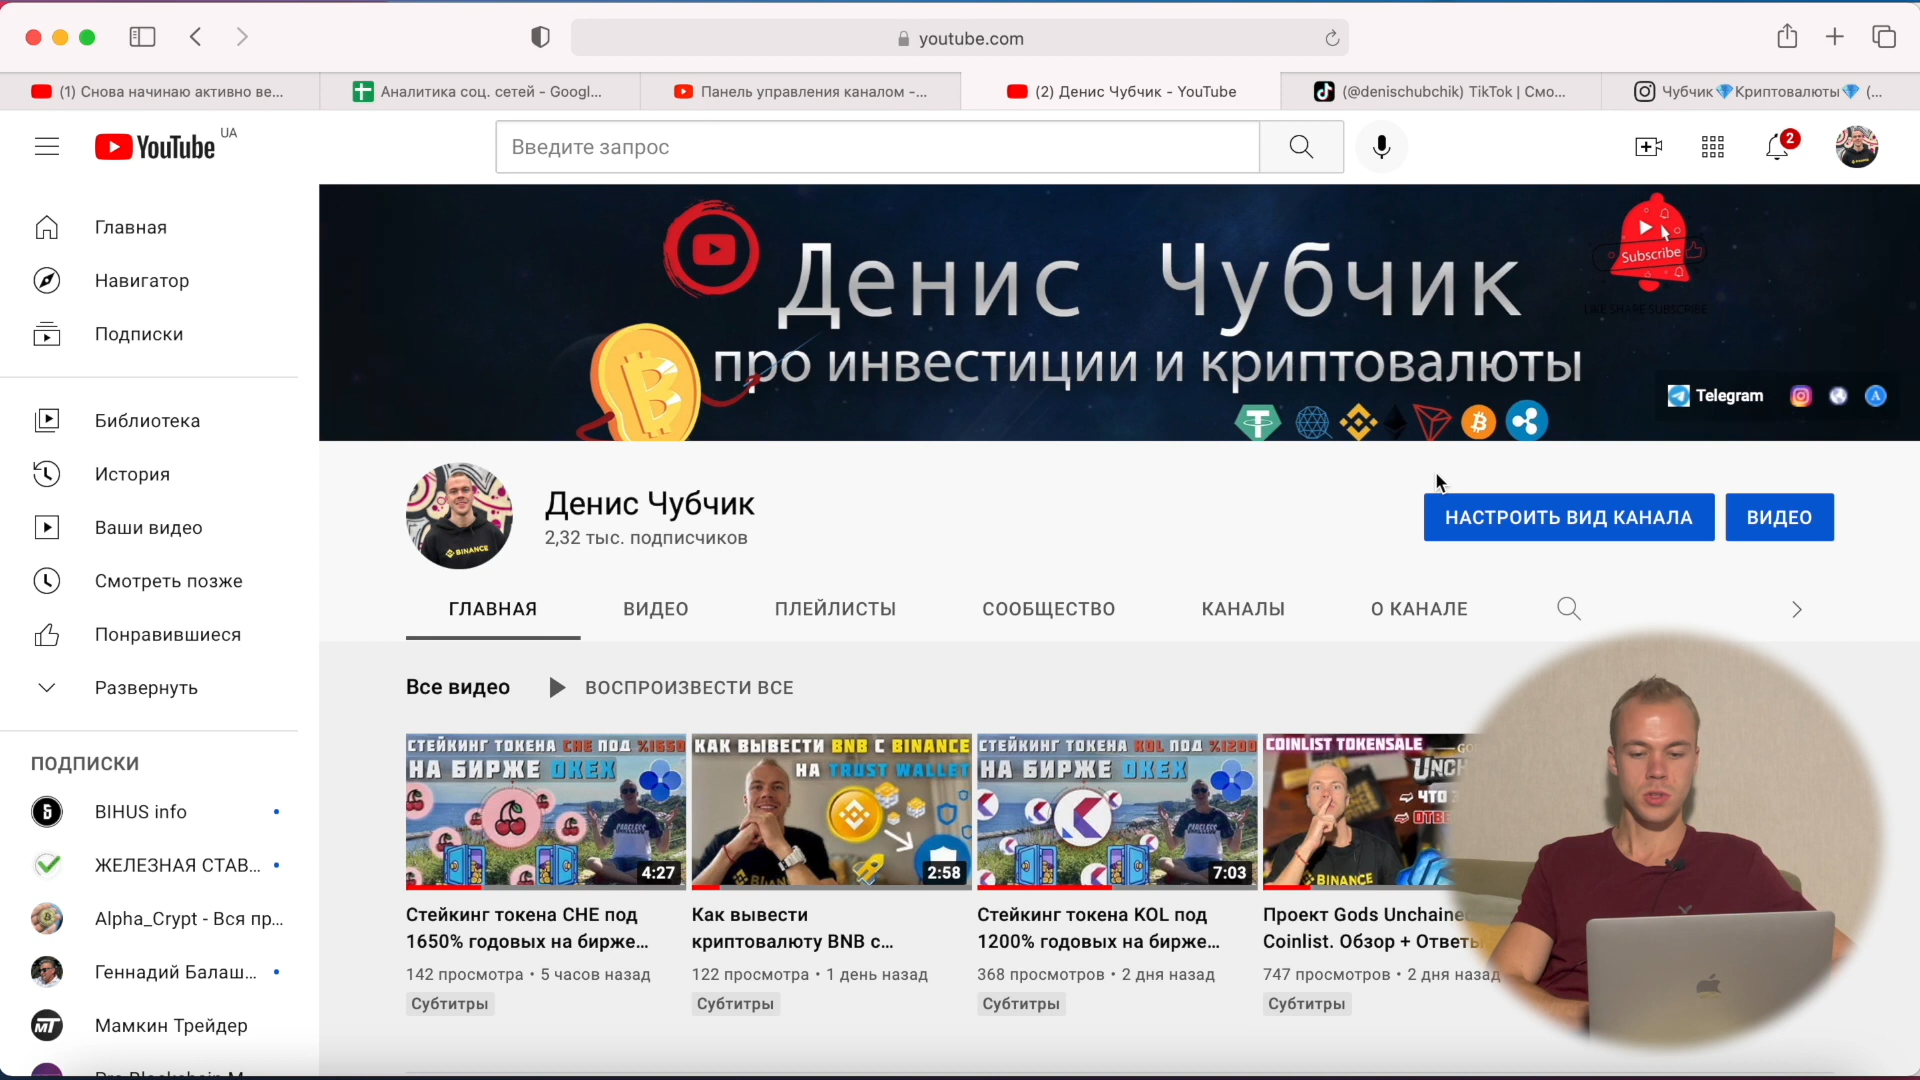 youtube.com
(1) Снова начинаю активно ве...
Аналитика соц. сетей - Googl...
Панель управления каналом -...
(2) Денис Чубчик - YouTube
(@denischubchik) TikTok | Смо...
Чубчик💎Криптовалюты💎 (...
YouTube UA
Введите запрос
2
Главная
Навигатор
Подписки
Библиотека
История
Ваши видео
Смотреть позже
Понравившиеся
Развернуть
ПОДПИСКИ
BIHUS info
ЖЕЛЕЗНАЯ СТАВ...
Alpha_Crypt - Вся пр...
Геннадий Балаш...
Мамкин Трейдер
Денис Чубчик
про инвестиции и криптовалюты
Subscribe
LIKE SHARE SUBSCRIBE
Telegram
Денис Чубчик
2,32 тыс. подписчиков
НАСТРОИТЬ ВИД КАНАЛА
ВИДЕО
ГЛАВНАЯ
ВИДЕО
ПЛЕЙЛИСТЫ
СООБЩЕСТВО
КАНАЛЫ
О КАНАЛЕ
Все видео
ВОСПРОИЗВЕСТИ ВСЕ
СТЕЙКИНГ ТОКЕНА CHE ПОД %1650
НА БИРЖЕ OKEX
4:27
Стейкинг токена CHE под
1650% годовых на бирже...
142 просмотра • 5 часов назад
Субтитры
КАК ВЫВЕСТИ BNB С BINANCE
НА TRUST WALLET
2:58
Как вывести
криптовалюту BNB с...
122 просмотра • 1 день назад
Субтитры
СТЕЙКИНГ ТОКЕНА KOL ПОД %1200
НА БИРЖЕ OKEX
7:03
Стейкинг токена KOL под
1200% годовых на бирже...
368 просмотров • 2 дня назад
Субтитры
COINLIST TOKENSALE
ЧТО
ОТВЕ
BINANCE
Проект Gods Unchained
Coinlist. Обзор + Ответы
747 просмотров • 2 дня назад
Субтитры